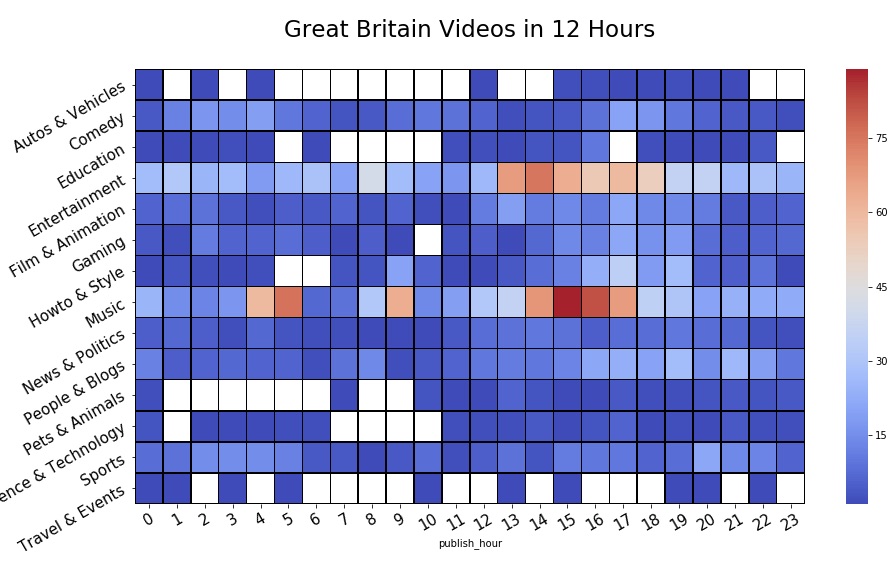 Great Britain Videos in 12 Hours
Autos & Vehicles
Comedy
Education
Entertainment
Film & Animation
Gaming
Howto & Style
Music
News & Politics
People & Blogs
Pets & Animals
ence & Technology
Sports
Travel & Events
0 1 2 3 4 5 6 7 8 9 10 11 12 13 14 15 16 17 18 19 20 21 22 23
publish_hour
75
60
45
30
15